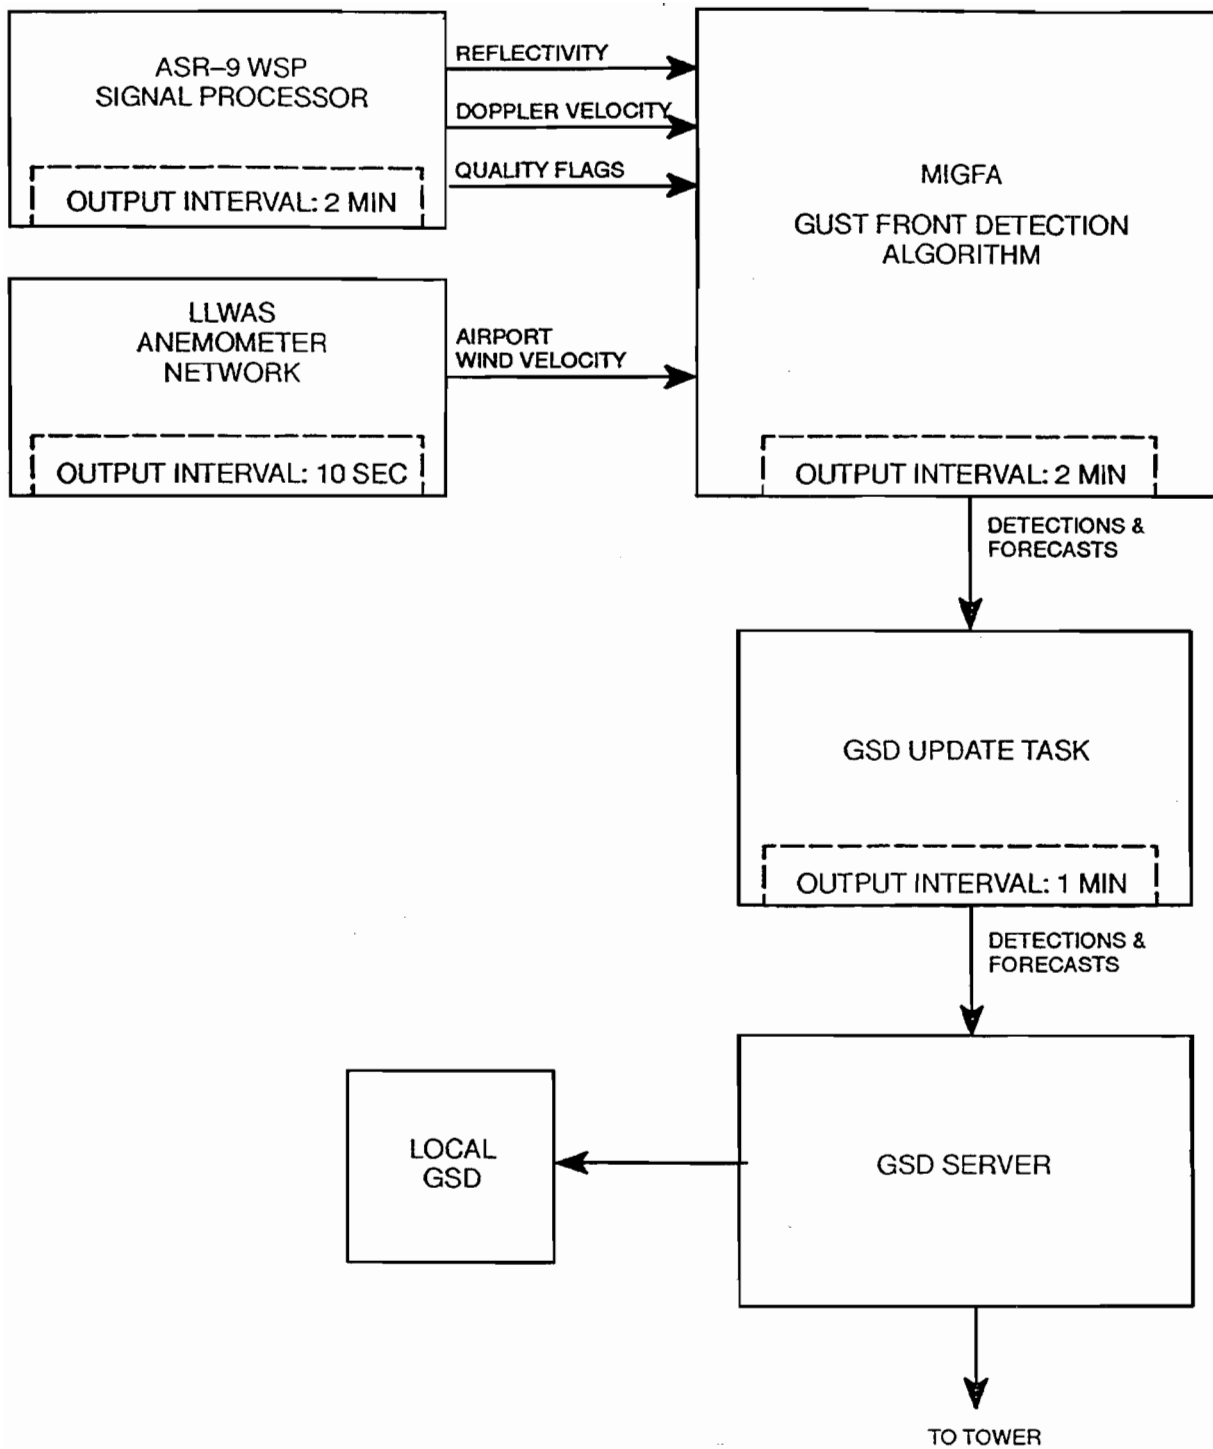 ASR–9 WSP
SIGNAL PROCESSOR
OUTPUT INTERVAL: 2 MIN
REFLECTIVITY
DOPPLER VELOCITY
QUALITY FLAGS
LLWAS
ANEMOMETER
NETWORK
OUTPUT INTERVAL: 10 SEC
AIRPORT
WIND VELOCITY
MIGFA
GUST FRONT DETECTION
ALGORITHM
OUTPUT INTERVAL: 2 MIN
DETECTIONS &
FORECASTS
GSD UPDATE TASK
OUTPUT INTERVAL: 1 MIN
DETECTIONS &
FORECASTS
GSD SERVER
LOCAL
GSD
TO TOWER